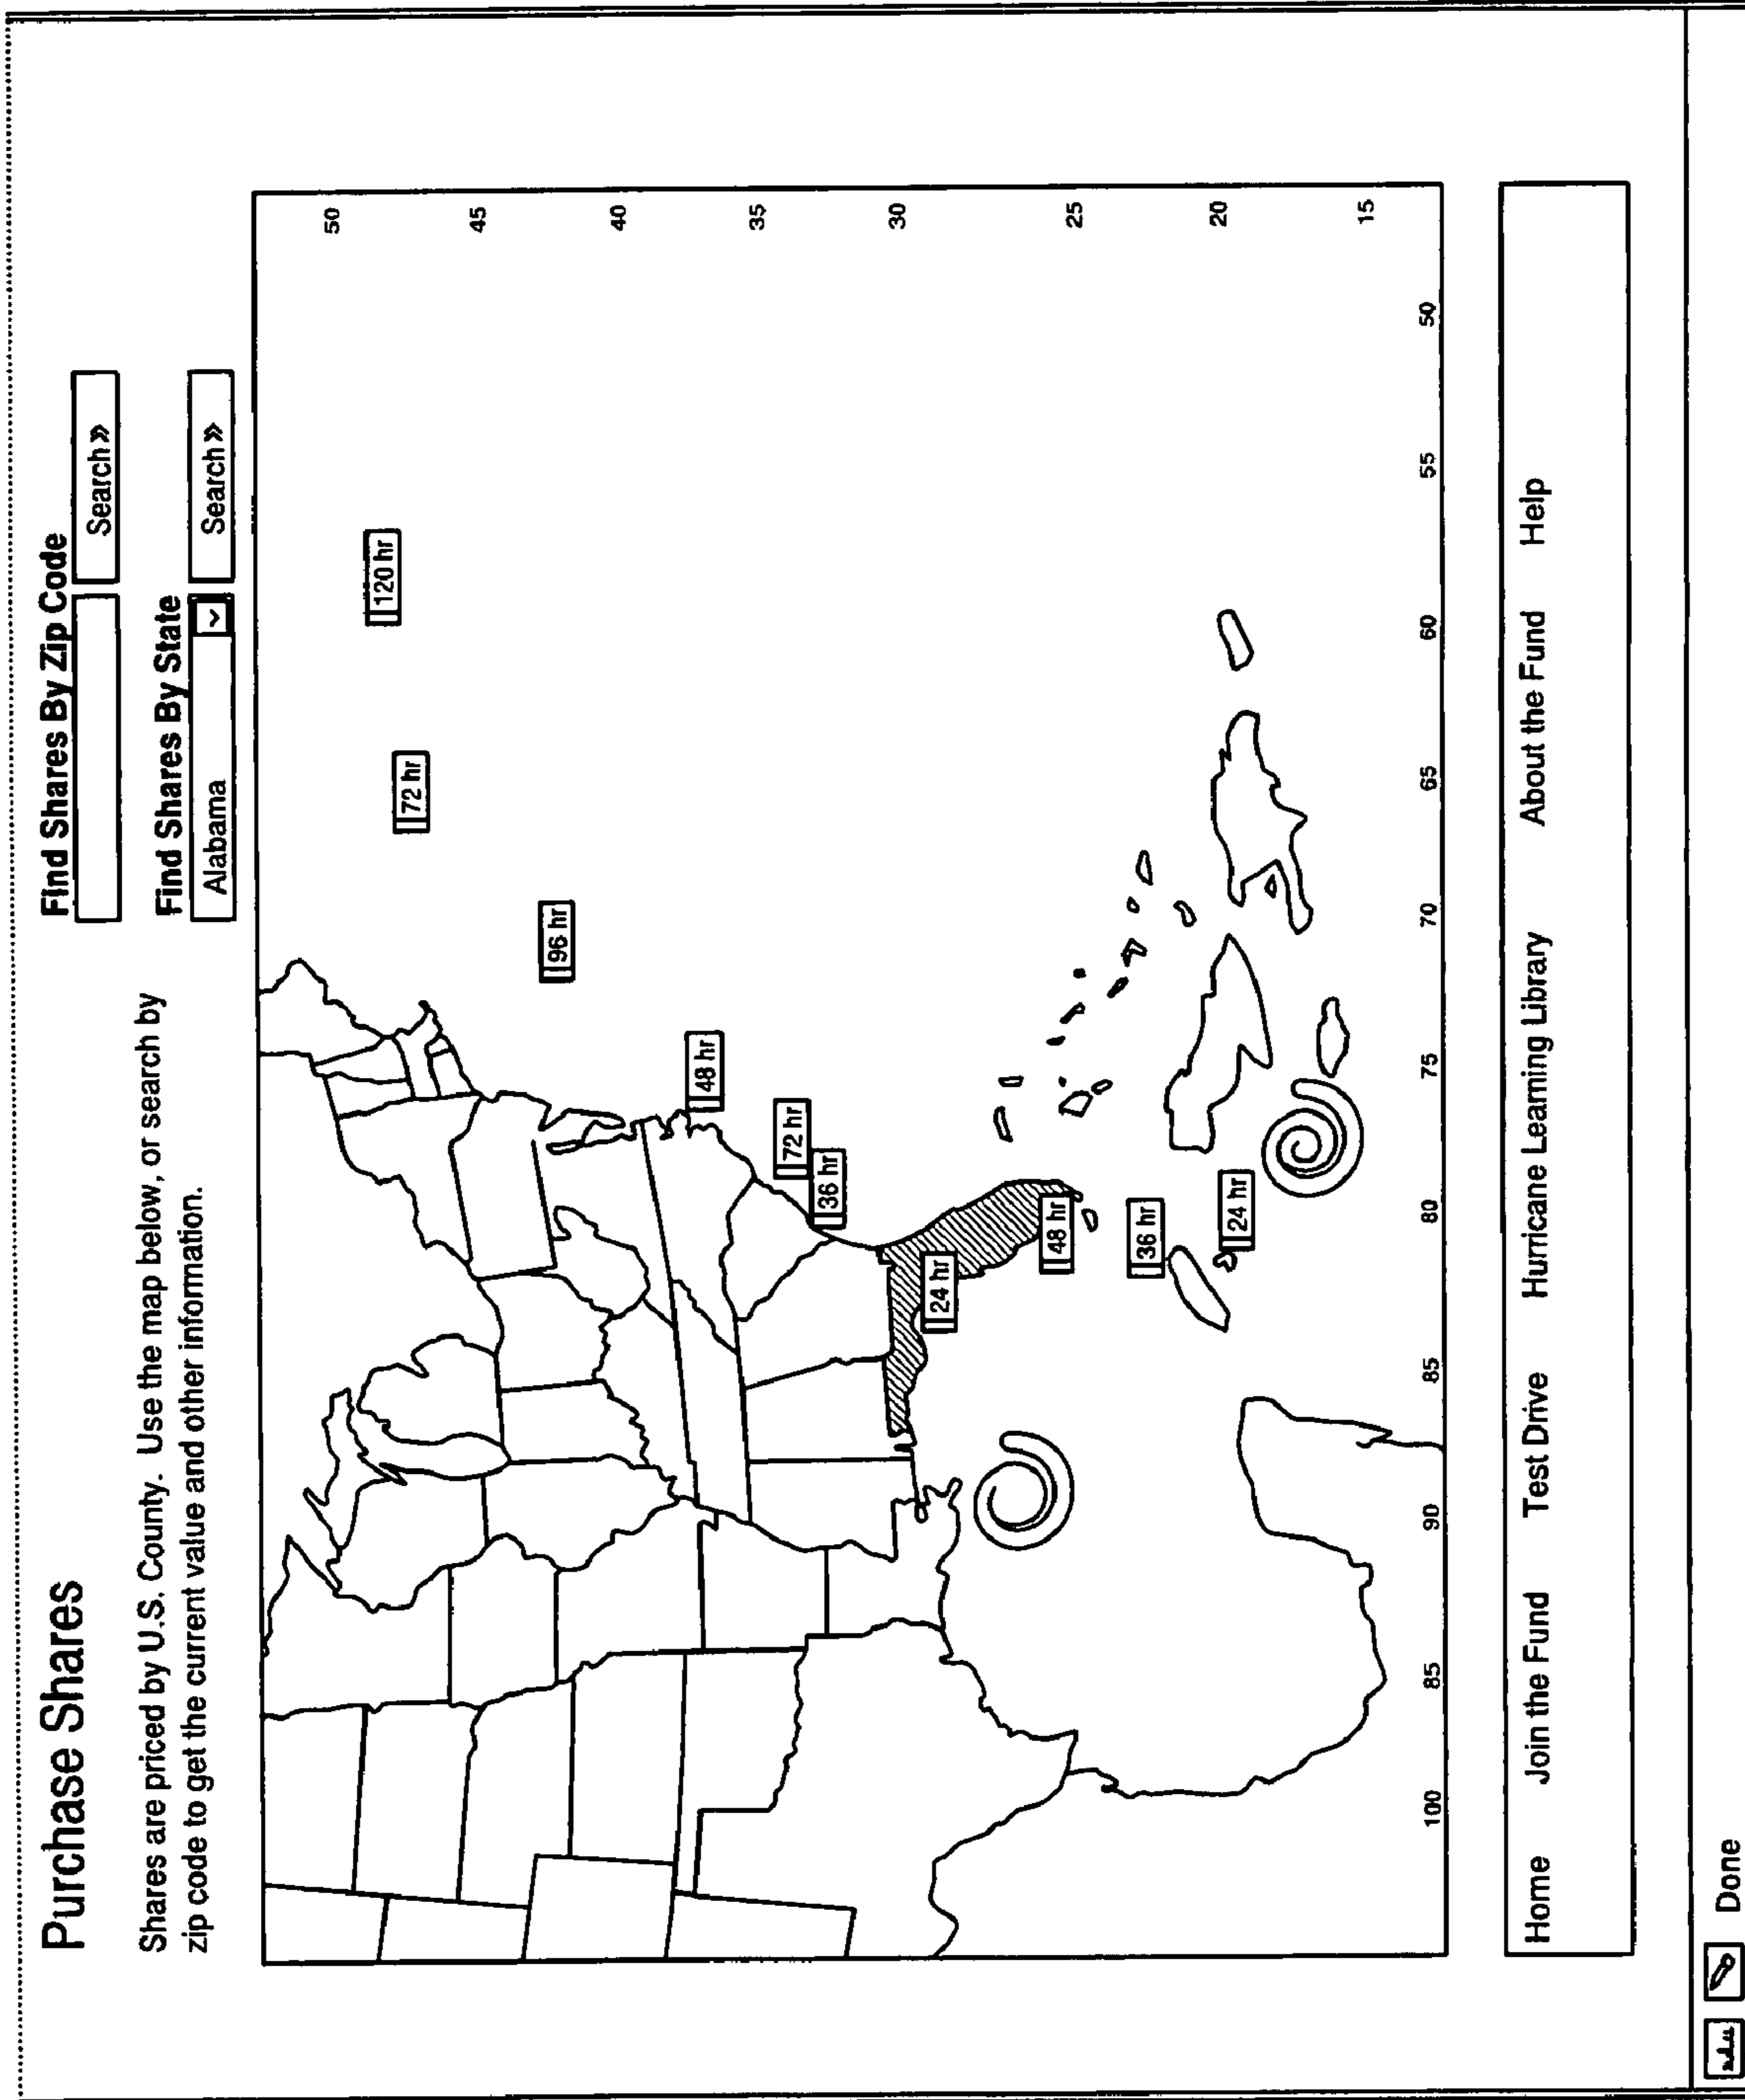 Purchase Shares
Find Shares By Zip Code
Search »
Shares are priced by U.S. County. Use the map below, or search by
zip code to get the current value and other information.
Find Shares By State
Alabama
Search »
50
45
40
35
30
25
20
15
120 hr
72 hr
96 hr
48 hr
72 hr
36 hr
24 hr
48 hr
36 hr
24 hr
100 85 90 85 80 75 70 65 60 55 50
Home Join the Fund Test Drive Hurricane Learning Library About the Fund Help
Done